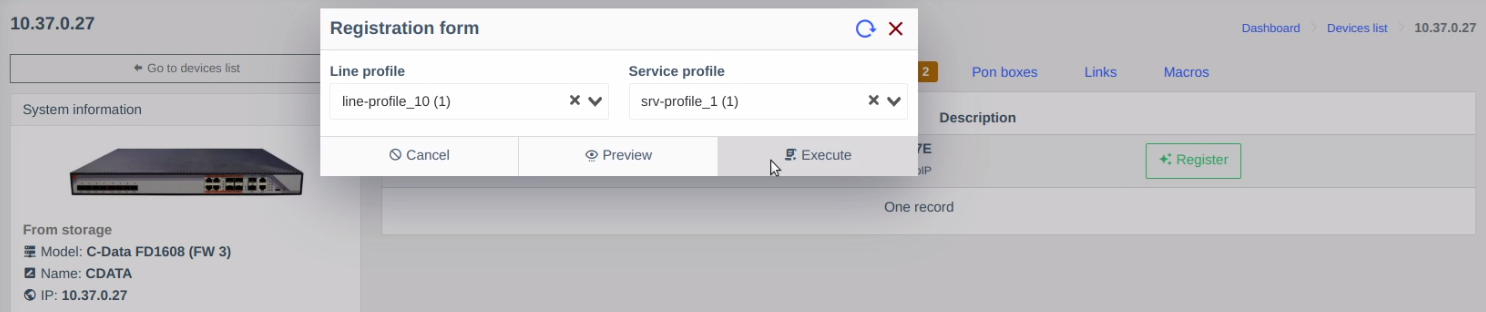 10.37.0.27
Dashboard
Devices list
10.37.0.27
Go to devices list
System information
From storage
Model: C-Data FD1608 (FW 3)
Name: CDATA
IP: 10.37.0.27
Registration form
Line profile
Service profile
line-profile_10 (1)
srv-profile_1 (1)
Cancel
Preview
Execute
2
Pon boxes
Links
Macros
Description
7E
oIP
Register
One record